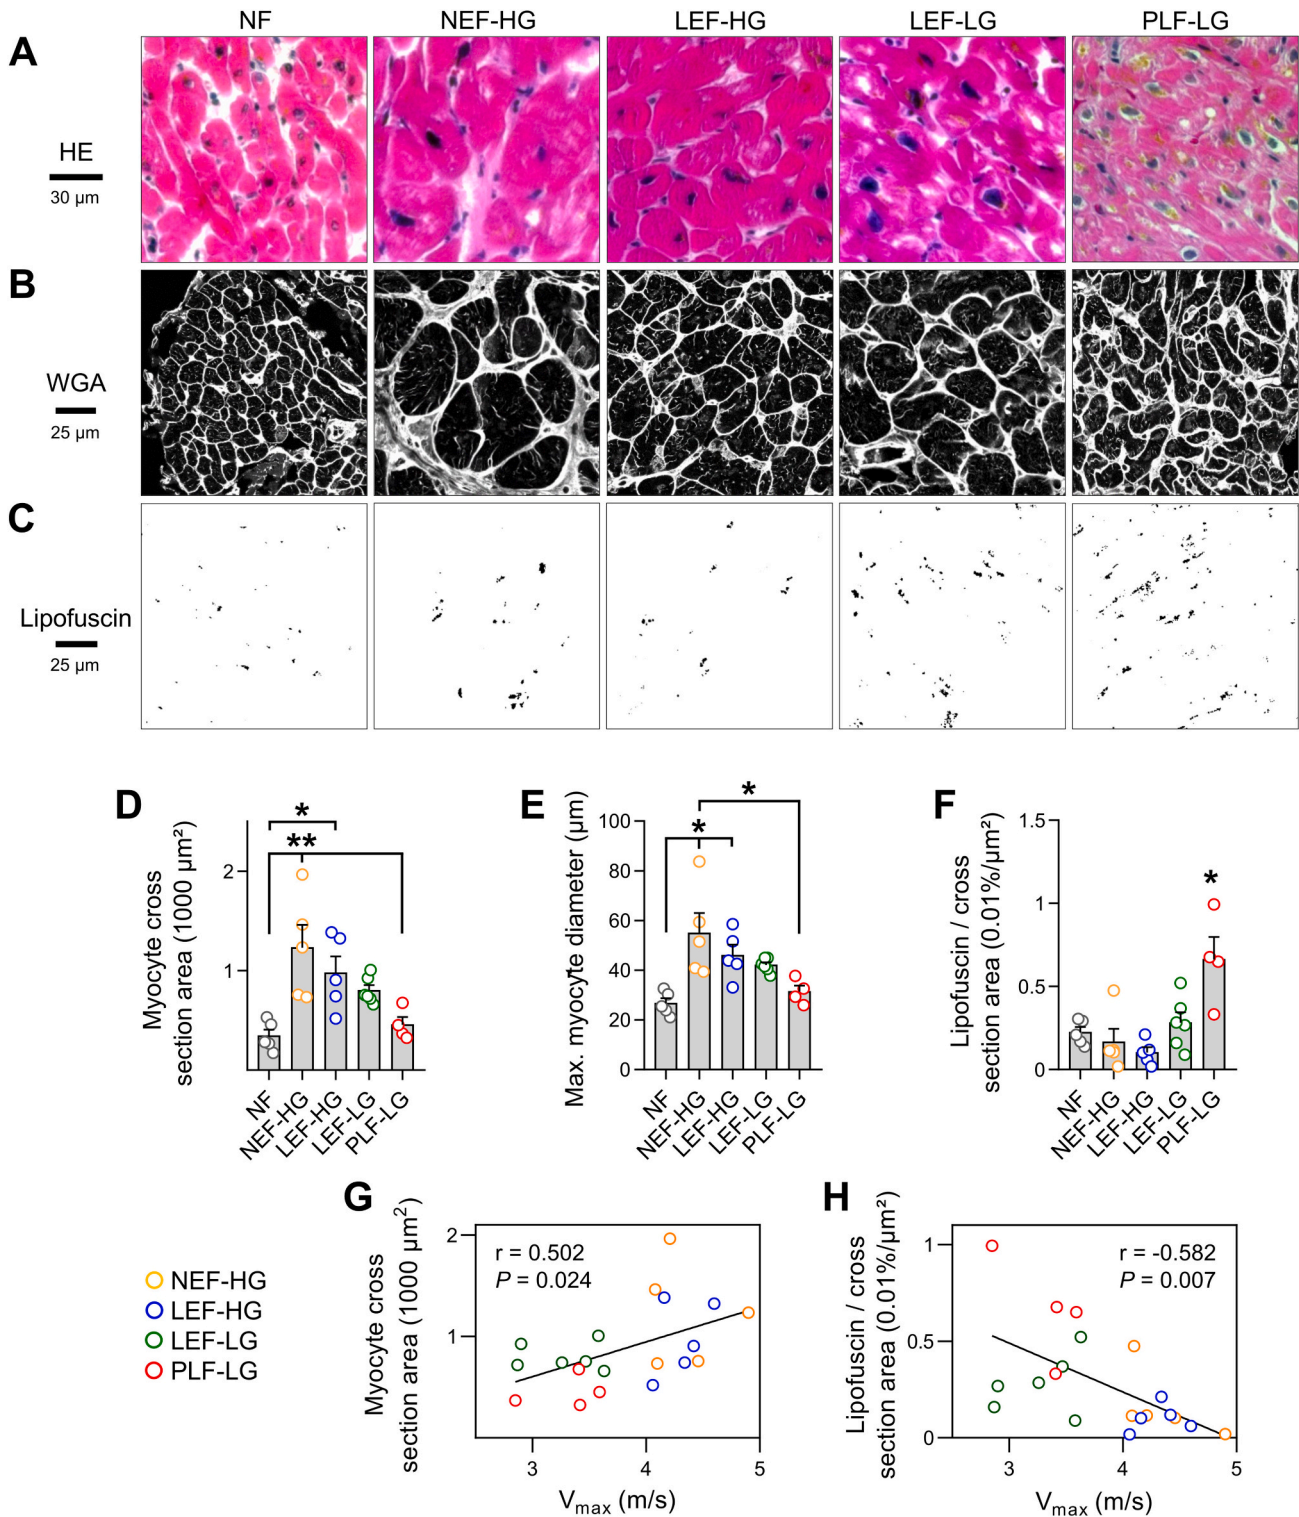 NF NEF-HG LEF-HG LEF-LG PLF-LG
A
HE
30 µm
B
WGA
25 µm
C
Lipofuscin
25 µm
D
Myocyte cross
section area (1000 µm²)
2
1
*
**
NF
NEF-HG
LEF-HG
LEF-LG
PLF-LG
E
Max. myocyte diameter (µm)
100
80
60
40
20
0
*
*
NF
NEF-HG
LEF-HG
LEF-LG
PLF-LG
F
Lipofuscin / cross
section area (0.01%/µm²)
1.5
1
0.5
0
*
NF
NEF-HG
LEF-HG
LEF-LG
PLF-LG
NEF-HG
LEF-HG
LEF-LG
PLF-LG
G
Myocyte cross
section area (1000 µm²)
2
1
r = 0.502
P = 0.024
3 4 5
Vmax (m/s)
H
Lipofuscin / cross
section area (0.01%/µm²)
1
0.5
0
r = -0.582
P = 0.007
3 4 5
Vmax (m/s)